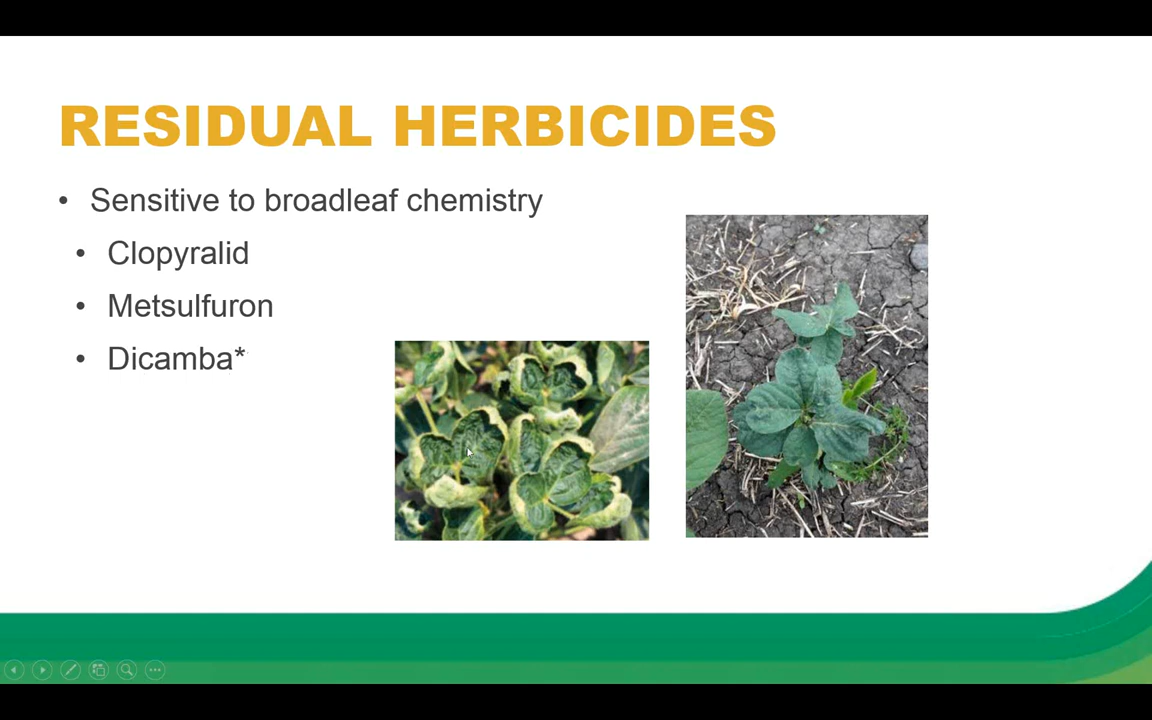 RESIDUAL HERBICIDES
• Sensitive to broadleaf chemistry
• Clopyralid
• Metsulfuron
• Dicamba*